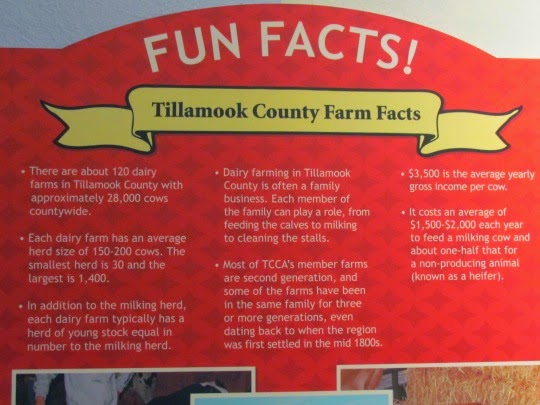 FUN FACTS!
Tillamook County Farm Facts
• There are about 120 dairy
farms in Tillamook County with
approximately 28,000 cows
countywide.
• Each dairy farm has an average
herd size of 150-200 cows. The
smallest herd is 30 and the
largest is 1,400.
• In addition to the milking herd,
each dairy farm typically has a
herd of young stock equal in
number to the milking herd.
• Dairy farming in Tillamook
County is often a family
business. Each member of
the family can play a role, from
feeding the calves to milking
to cleaning the stalls.
• Most of TCCA's member farms
are second generation, and
some of the farms have been
in the same family for three
or more generations, even
dating back to when the region
was first settled in the mid 1800s.
• $3,500 is the average yearly
gross income per cow.
• It costs an average of
$1,500-$2,000 each year
to feed a milking cow and
about one-half that for
a non-producing animal
(known as a heifer).